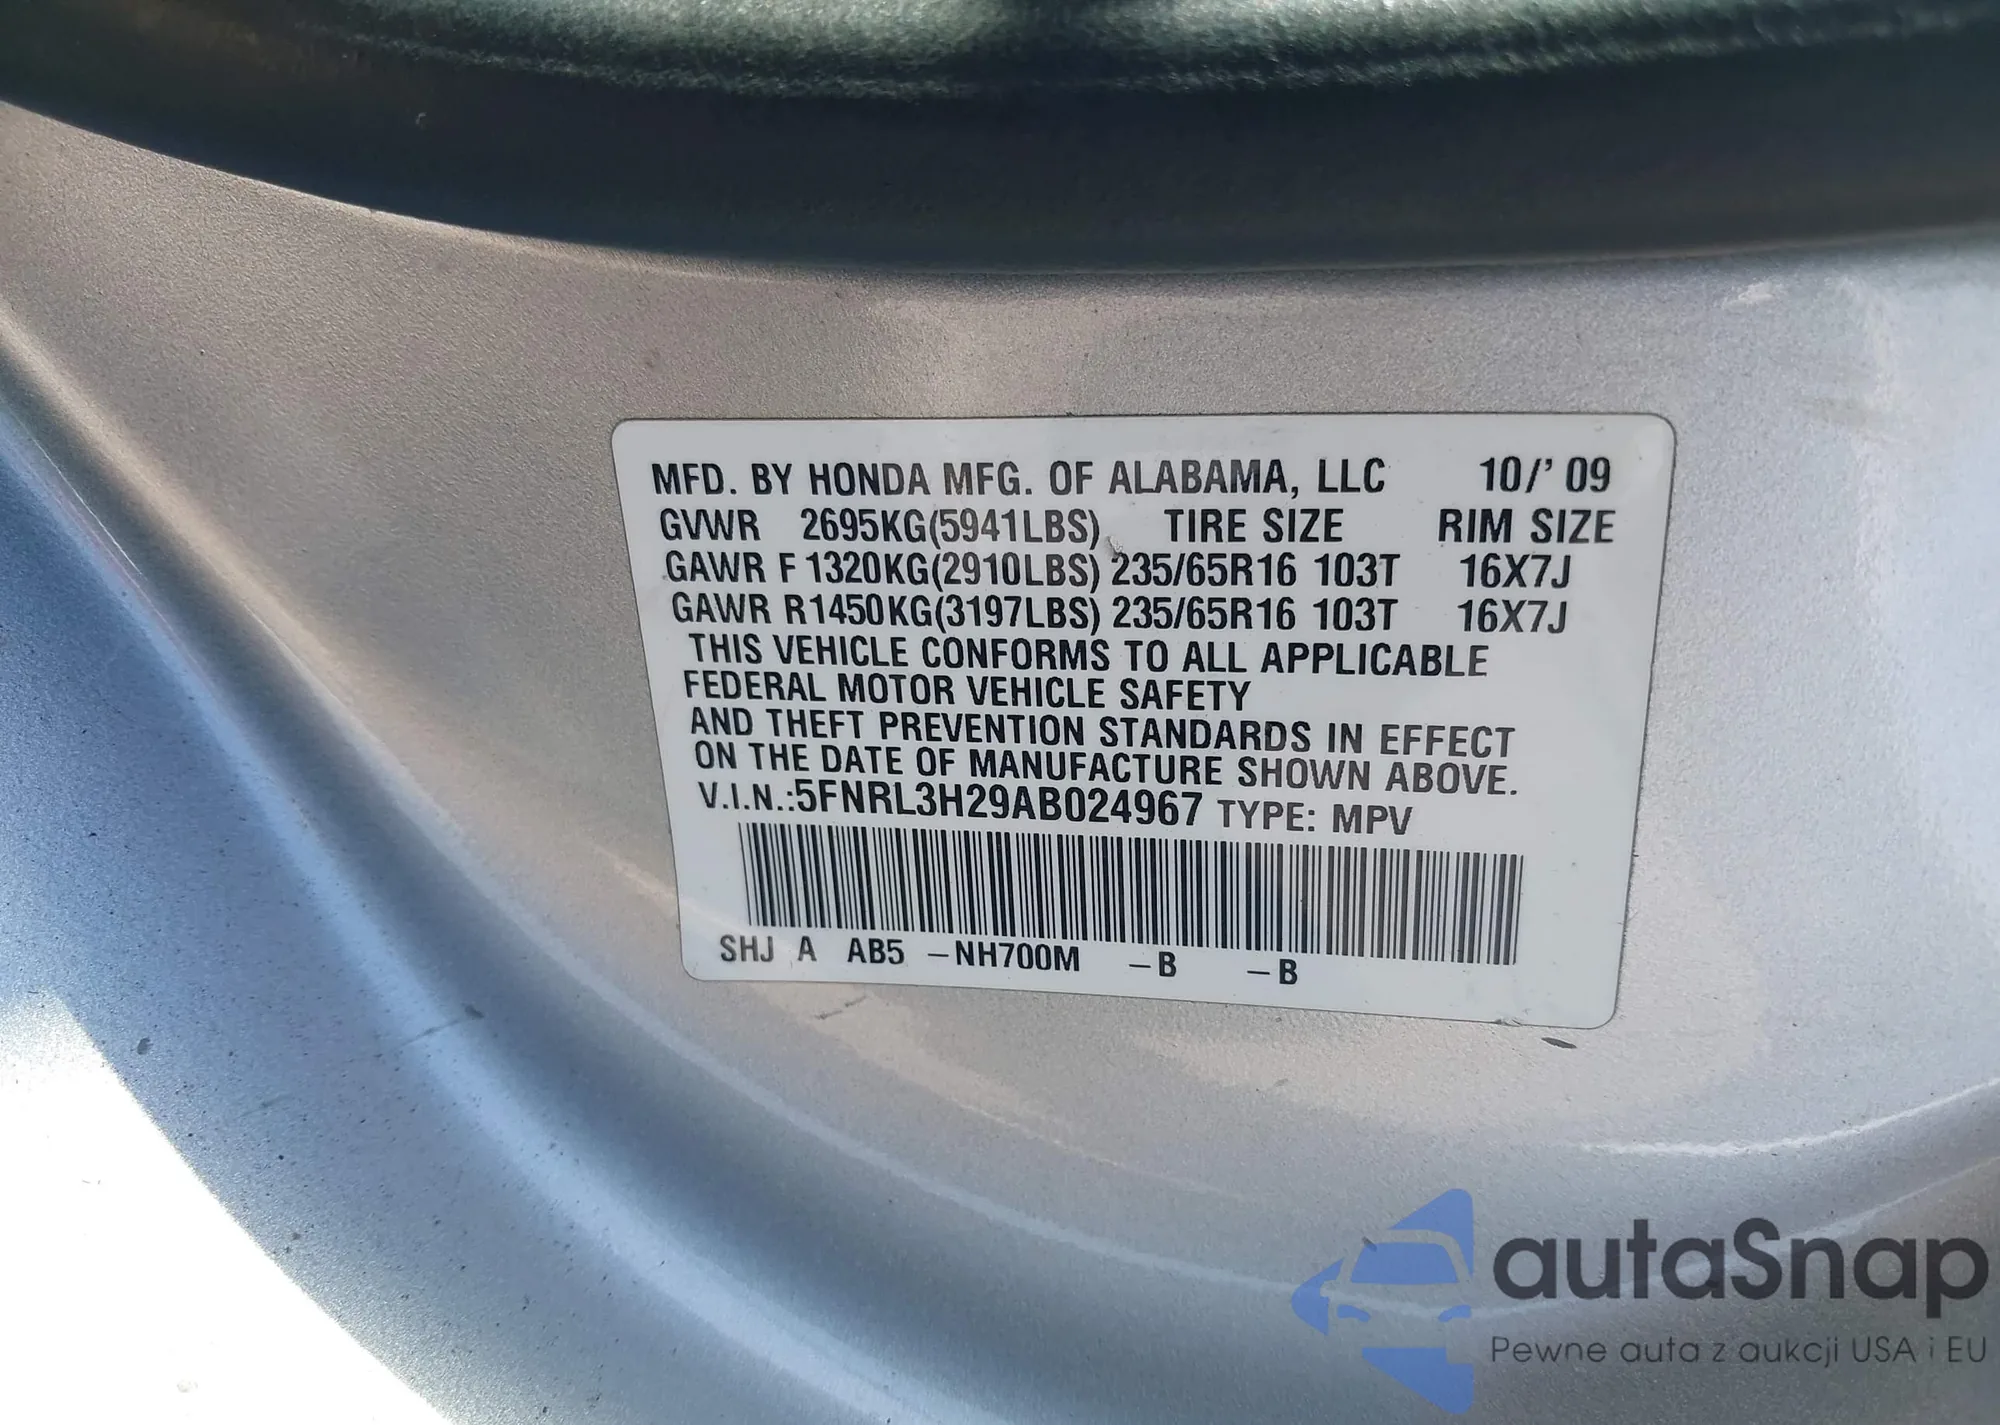 MFD. BY HONDA MFG. OF ALABAMA, LLC 10/' 09
GVWR 2695KG(5941LBS) TIRE SIZE RIM SIZE
GAWR F 1320KG(2910LBS) 235/65R16 103T 16X7J
GAWR R1450KG(3197LBS) 235/65R16 103T 16X7J
THIS VEHICLE CONFORMS TO ALL APPLICABLE
FEDERAL MOTOR VEHICLE SAFETY
AND THEFT PREVENTION STANDARDS IN EFFECT
ON THE DATE OF MANUFACTURE SHOWN ABOVE.
V.I.N.:5FNRL3H29AB024967 TYPE: MPV
SHJ A AB5 -NH700M -B -B
autaSnap
Pewne auta z aukcji USA i EU